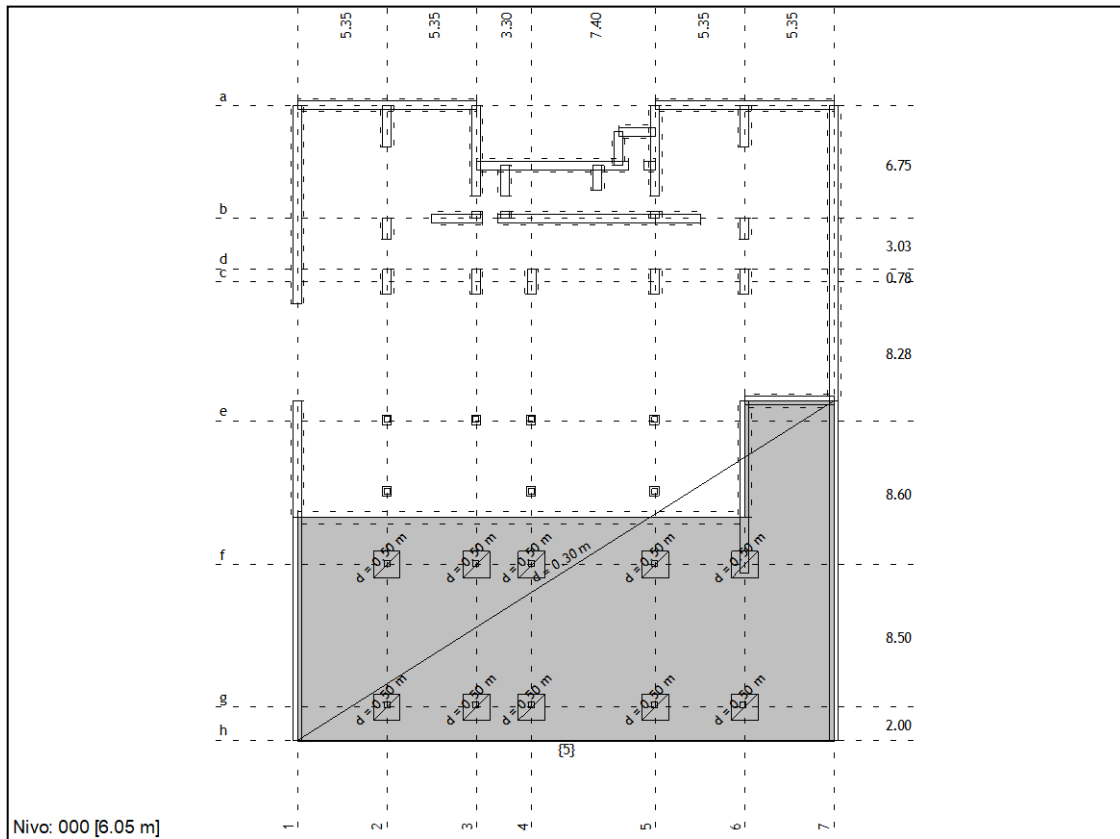 5.35
5.35
3.30
7.40
5.35
5.35
a
6.75
b
3.03
d
c
0.78
8.28
e
8.60
d = 0.50 m
d = 0.50 m
d = 0.50 m
d = 0.30 m
d = 0.50 m
d = 0.50 m
f
8.50
d = 0.50 m
d = 0.50 m
d = 0.50 m
d = 0.50 m
d = 0.50 m
g
h
2.00
{5}
1
2
3
4
5
6
7
Nivo: 000 [6.05 m]